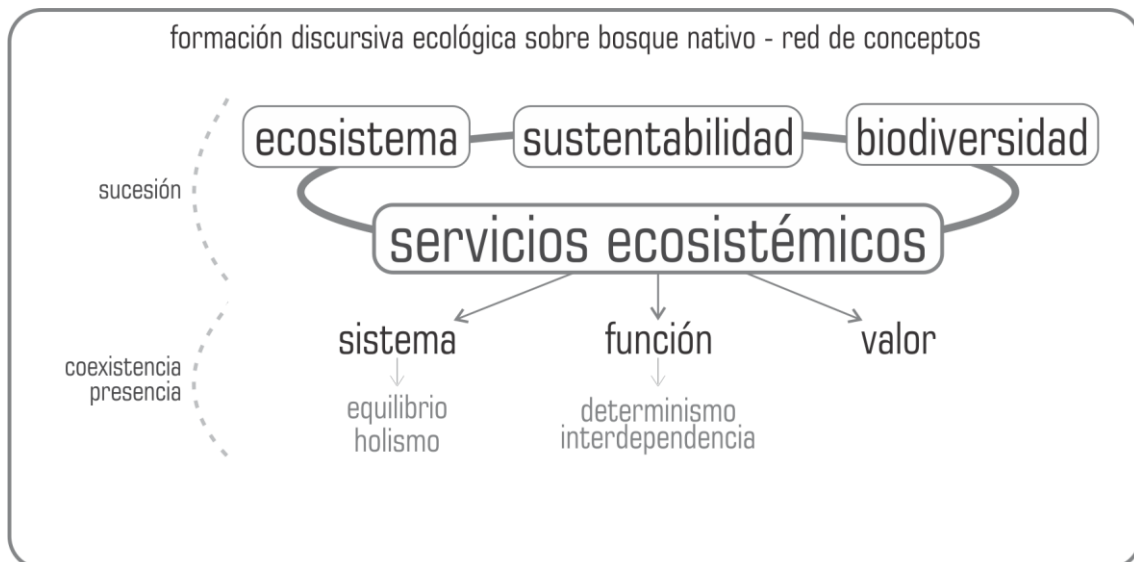 formación discursiva ecológica sobre bosque nativo - red de conceptos
ecosistema
sustentabilidad
biodiversidad
sucesión
servicios ecosistémicos
sistema
función
valor
coexistencia
presencia
equilibrio
holismo
determinismo
interdependencia